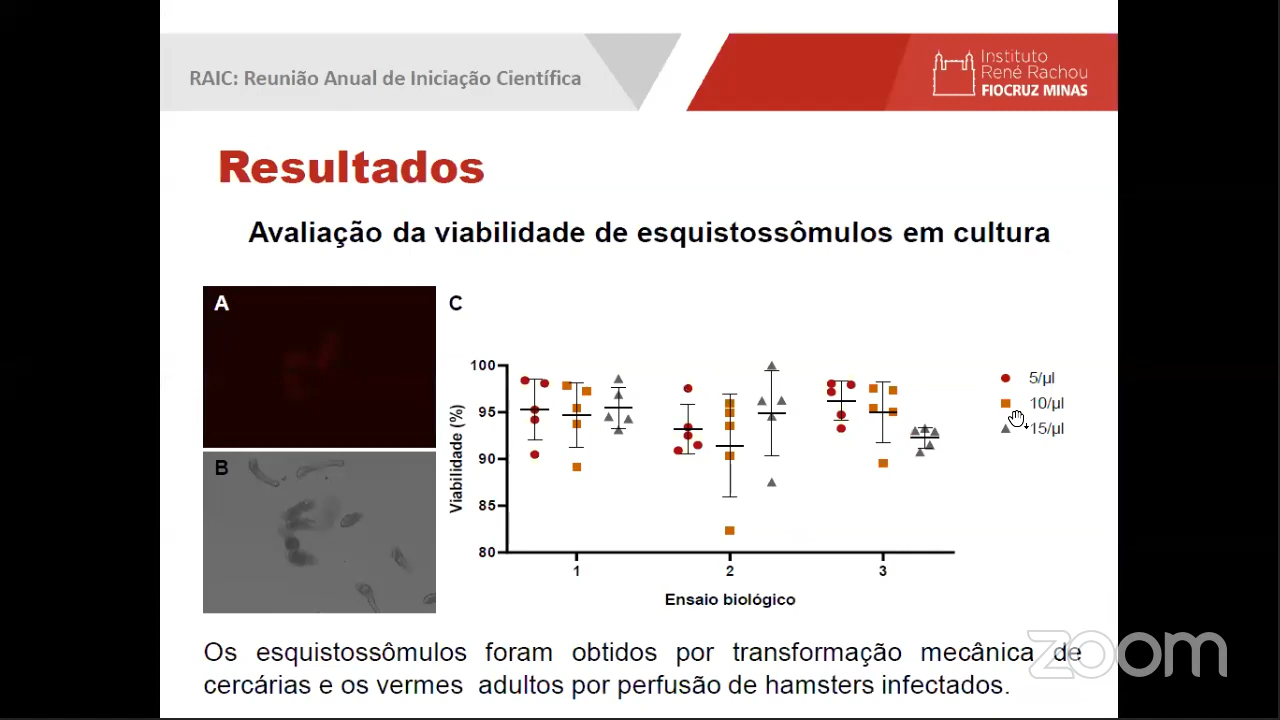 RAIC: Reunião Anual de Iniciação Científica
Instituto
René Rachou
FIOCRUZ MINAS
Resultados
Avaliação da viabilidade de esquistossômulos em cultura
A
B
C
Viabilidade (%)
100
95
90
85
80
1 2 3
Ensaio biológico
5/µl
10/µl
15/µl
Os esquistossômulos foram obtidos por transformação mecânica de
cercárias e os vermes adultos por perfusão de hamsters infectados.
zoom